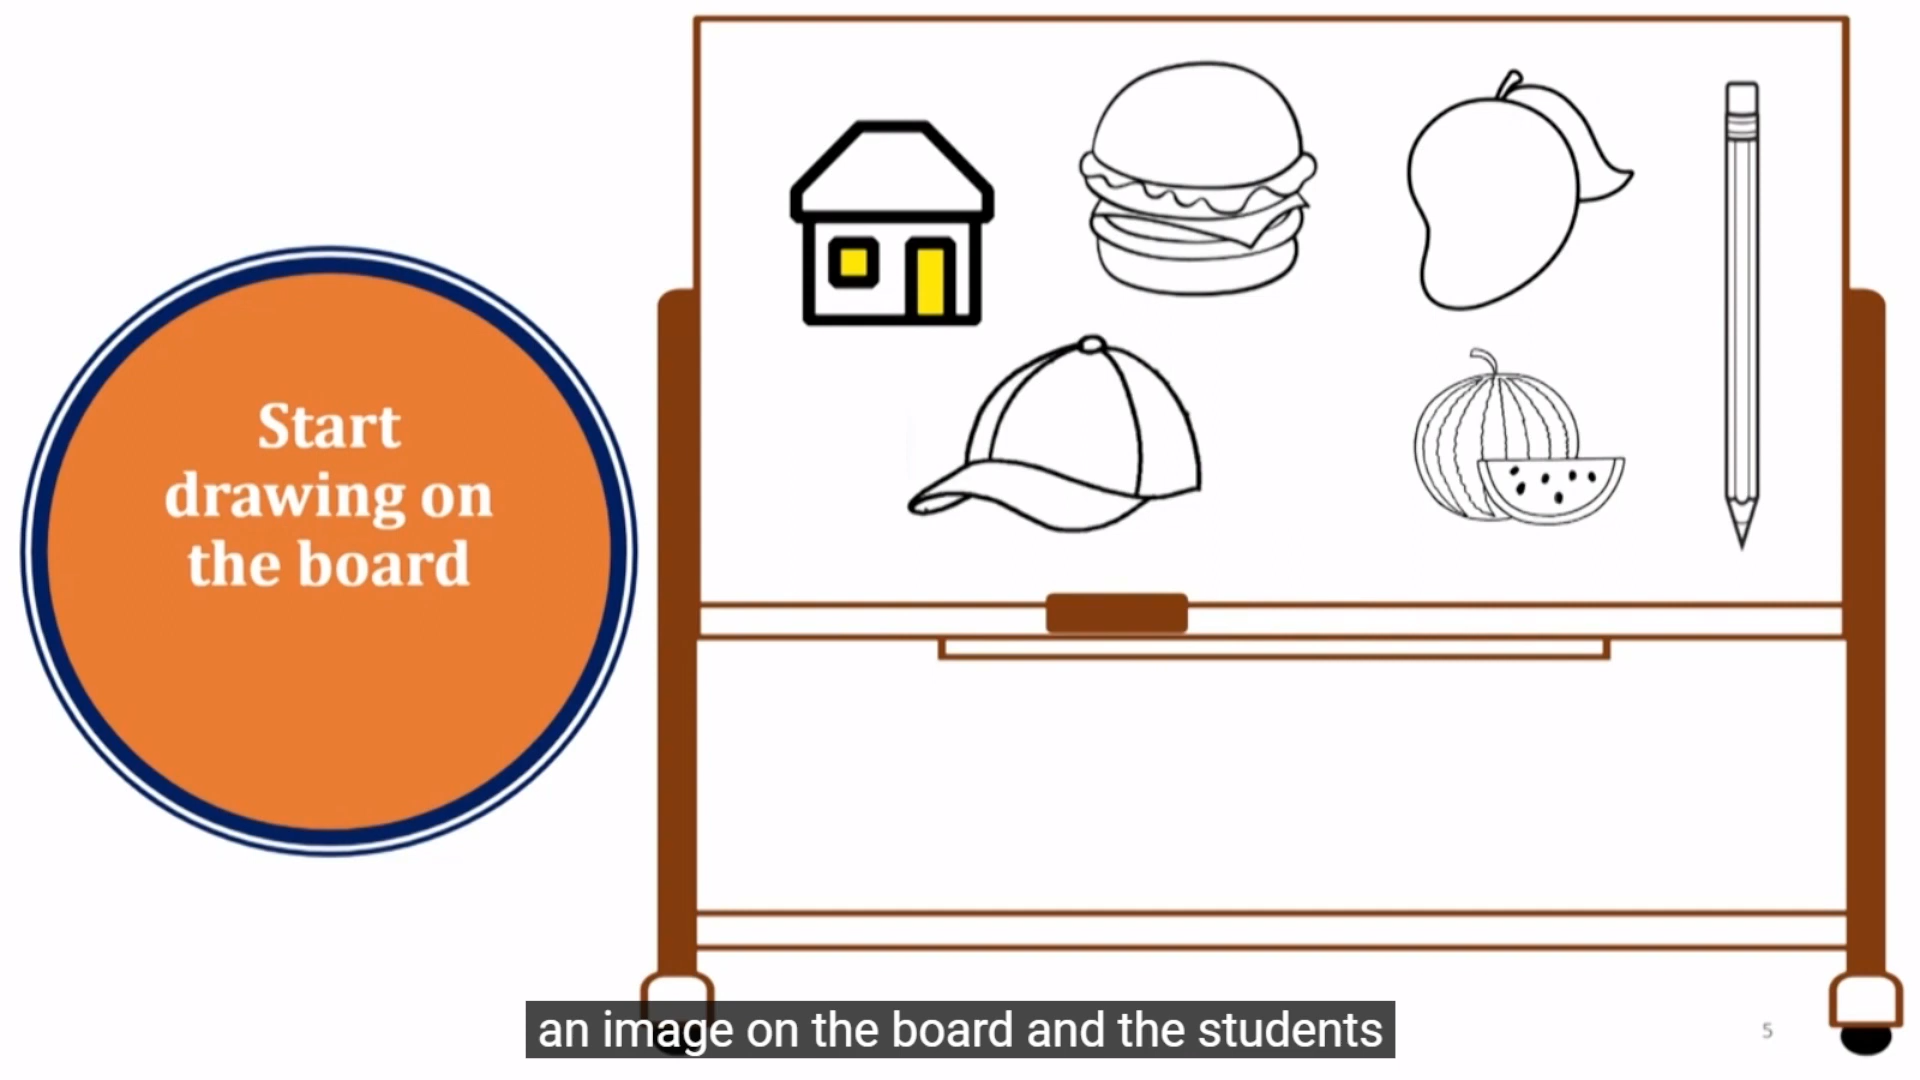 Start
drawing on
the board
an image on the board and the students
5